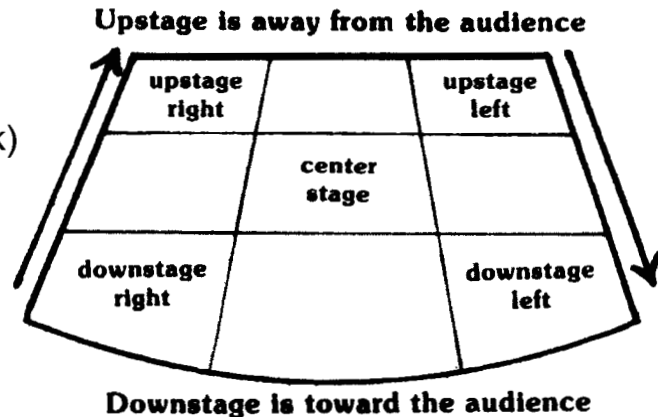 Upstage is away from the audience
upstage
right
upstage
left
k)
center
stage
downstage
right
downstage
left
Downstage is toward the audience